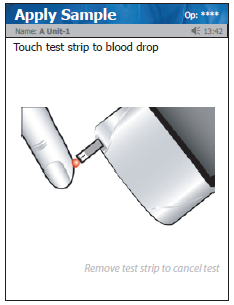 Apply Sample Op: ****
Name: A Unit-1 13:42
Touch test strip to blood drop
Remove test strip to cancel test